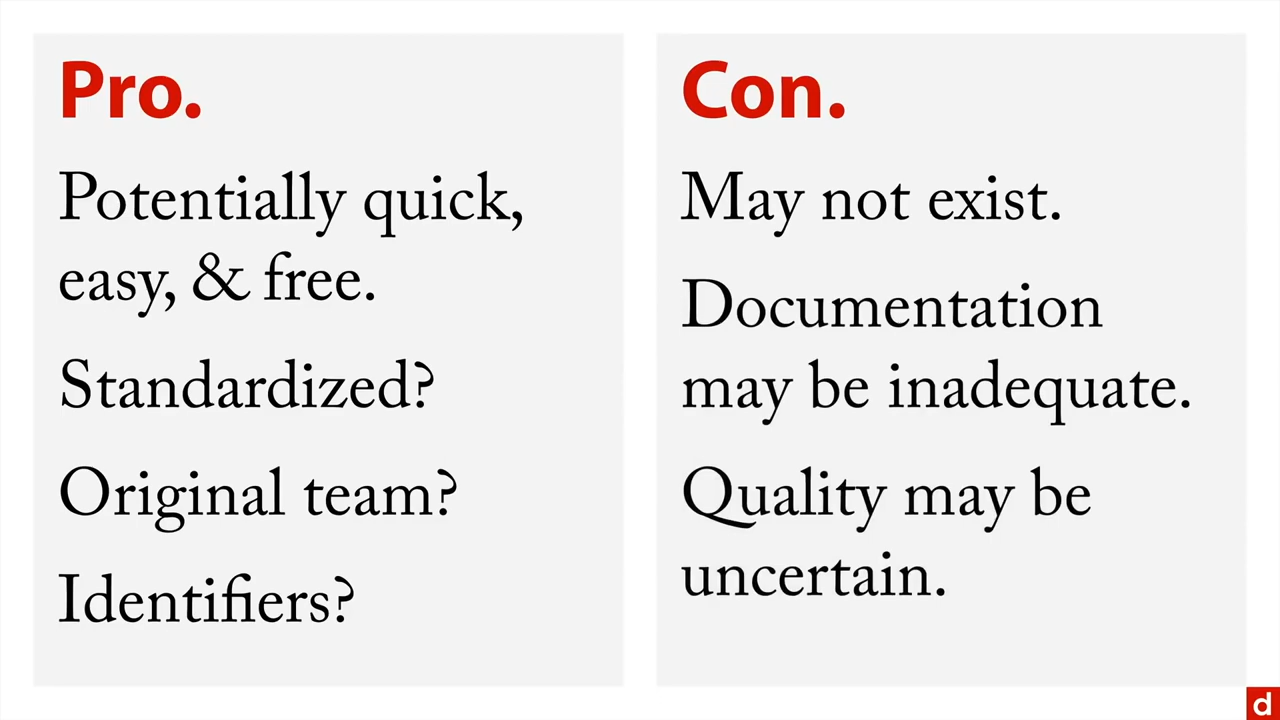 Pro.
Potentially quick,
easy, & free.
Standardized?
Original team?
Identifiers?
Con.
May not exist.
Documentation
may be inadequate.
Quality may be
uncertain.
d